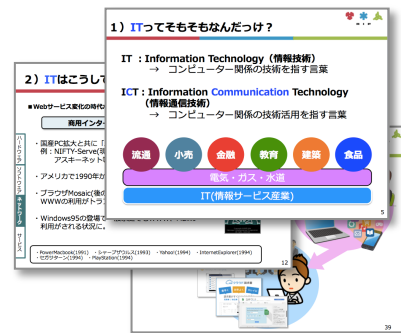 1）ITってそもそもなんだっけ？
IT ：Information Technology（情報技術）
→ コンピューター関係の技術を指す言葉
ICT：Information Communication Technology
（情報通信技術）
→ コンピューター関係の技術活用を指す言葉
流通 小売 金融 教育 建築 食品
電気・ガス・水道
IT(情報サービス産業)
5
2）ITはこうして
■Webサービス変化の時代
商用インター
ハードウェア
ソフトウェア
ネットワーク
サービス
・国産PC拡大と共に「
例：NIFTY-Serve(現
アスキーネット
・アメリカで1990年か
・ブラウザMosaic(後の
WWWの利用がトラン
・Windows95の登場で
利用がされる状況に。
・PowerMacbook(1991) ・シャープザウルス(1993) ・Yahoo!(1994) ・InternetExplorer(1994)
・セガサターン(1994) ・PlayStation(1994)
12
39